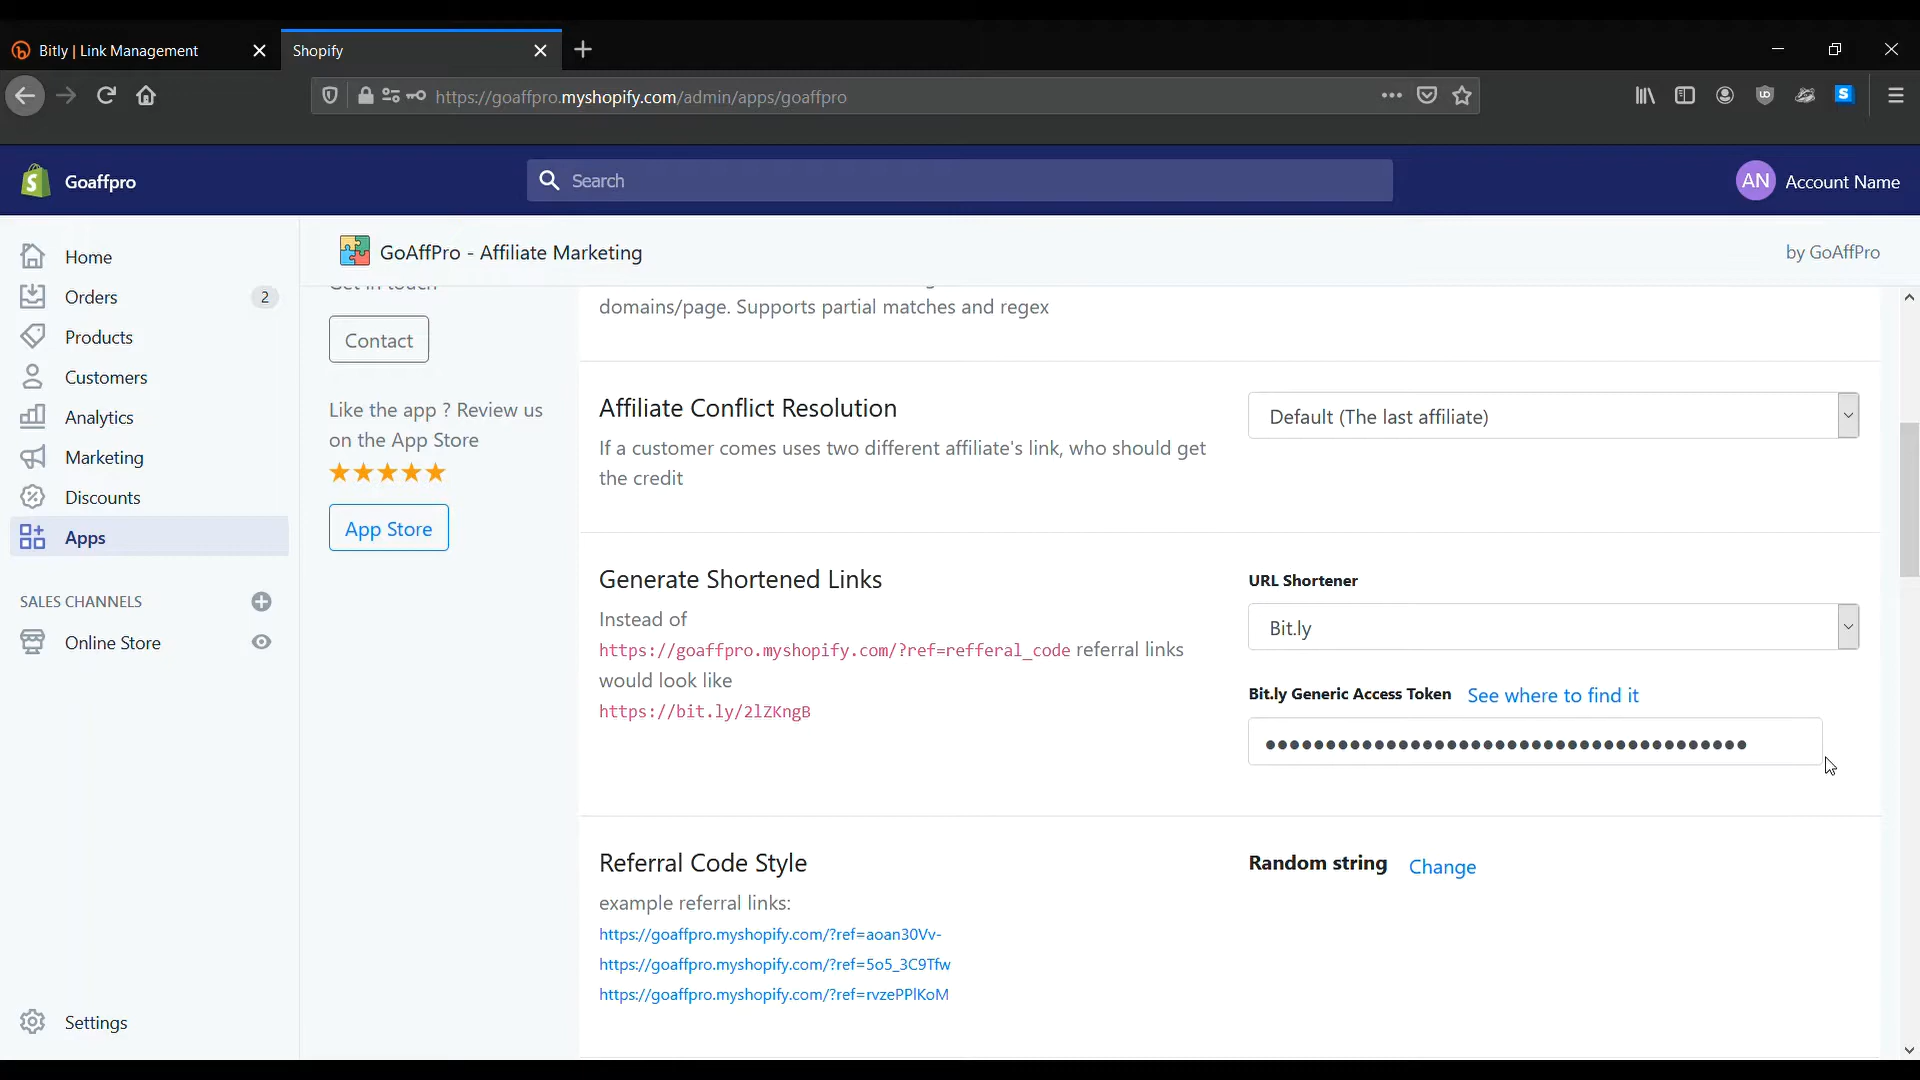 Bitly | Link Management
Shopify
https://goaffpro.myshopify.com/admin/apps/goaffpro
Goaffpro
Search
AN
Account Name
Home
Orders
2
Products
Customers
Analytics
Marketing
Discounts
Apps
SALES CHANNELS
Online Store
Settings
GoAffPro - Affiliate Marketing
by GoAffPro
Get in touch
Contact
Like the app ? Review us
on the App Store
App Store
domains/page. Supports partial matches and regex
Affiliate Conflict Resolution
If a customer comes uses two different affiliate's link, who should get
the credit
Default (The last affiliate)
Generate Shortened Links
Instead of
https://goaffpro.myshopify.com/?ref=refferal_code referral links
would look like
https://bit.ly/2lZKngB
URL Shortener
Bit.ly
Bit.ly Generic Access Token See where to find it
Referral Code Style
example referral links:
https://goaffpro.myshopify.com/?ref=aoan30Vv-
https://goaffpro.myshopify.com/?ref=5o5_3C9Tfw
https://goaffpro.myshopify.com/?ref=rvzePPlKoM
Random string Change